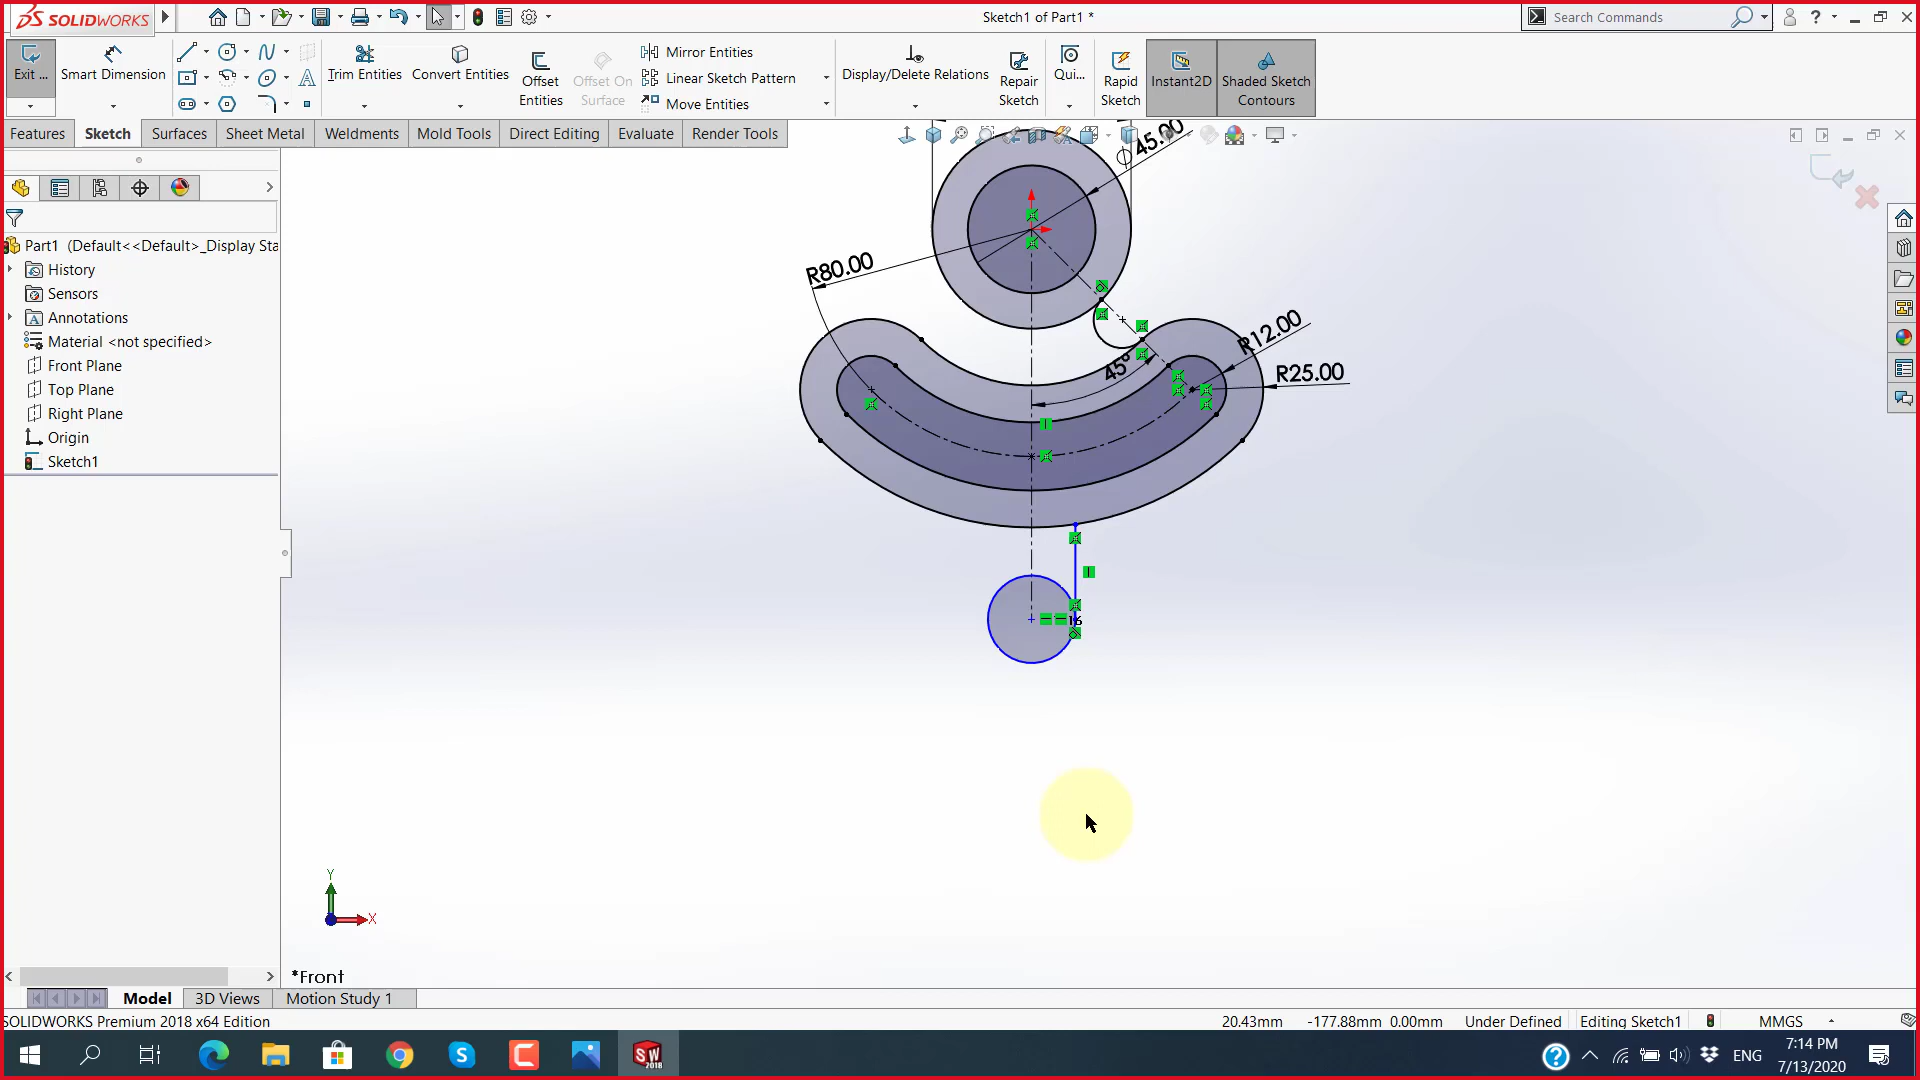 SOLIDWORKS
Sketch1 of Part1 *
Search Commands
Exit ...
Smart Dimension
Trim Entities
Convert Entities
Offset
Entities
Offset On
Surface
Mirror Entities
Linear Sketch Pattern
Move Entities
Display/Delete Relations
Repair
Sketch
Qui...
Rapid
Sketch
Instant2D
Shaded Sketch
Contours
Features
Sketch
Surfaces
Sheet Metal
Weldments
Mold Tools
Direct Editing
Evaluate
Render Tools
Part1 (Default<<Default>_Display Sta
History
Sensors
Annotations
Material <not specified>
Front Plane
Top Plane
Right Plane
Origin
Sketch1
∅45.00
R80.00
R12.00
R25.00
45°
16
Y
X
*Front
Model
3D Views
Motion Study 1
SOLIDWORKS Premium 2018 x64 Edition
20.43mm
-177.88mm
0.00mm
Under Defined
Editing Sketch1
MMGS
SW
2018
ENG
7:14 PM
7/13/2020